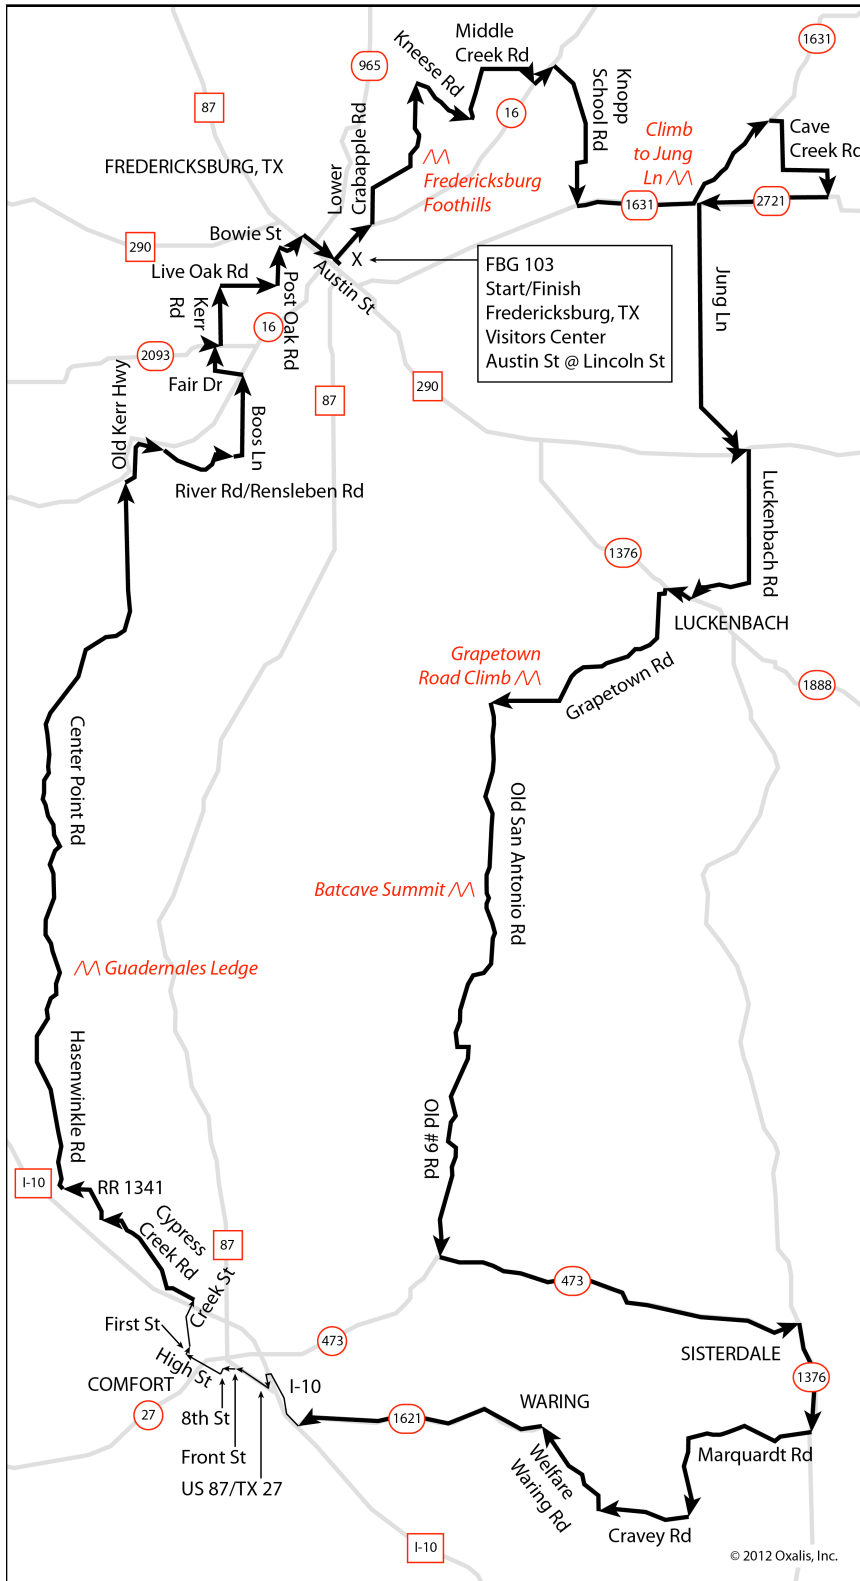 Middle
Creek Rd
1631
Kneese Rd
965
Knopp
School Rd
87
16
Climb
to Jung
Ln
Cave
Creek Rd
FREDERICKSBURG, TX
Lower
Crabapple Rd
Fredericksburg
Foothills
1631
2721
Bowie St
290
X
Live Oak Rd
Austin St
FBG 103
Start/Finish
Fredericksburg, TX
Visitors Center
Austin St @ Lincoln St
Kerr
Rd
Post Oak Rd
Jung Ln
16
2093
Fair Dr
87
290
Old Kerr Hwy
Boos Ln
River Rd/Rensleben Rd
Luckenbach Rd
1376
LUCKENBACH
Grapetown
Road Climb
Grapetown Rd
1888
Center Point Rd
Old San Antonio Rd
Batcave Summit
Guadernales Ledge
Hasenwinkle Rd
Old #9 Rd
I-10
RR 1341
Cypress
Creek Rd
87
Creek St
473
First St
473
SISTERDALE
High St
COMFORT
I-10
1376
27
8th St
1621
WARING
Front St
Marquardt Rd
US 87/TX 27
Welfare
Waring Rd
Cravey Rd
I-10
© 2012 Oxalis, Inc.